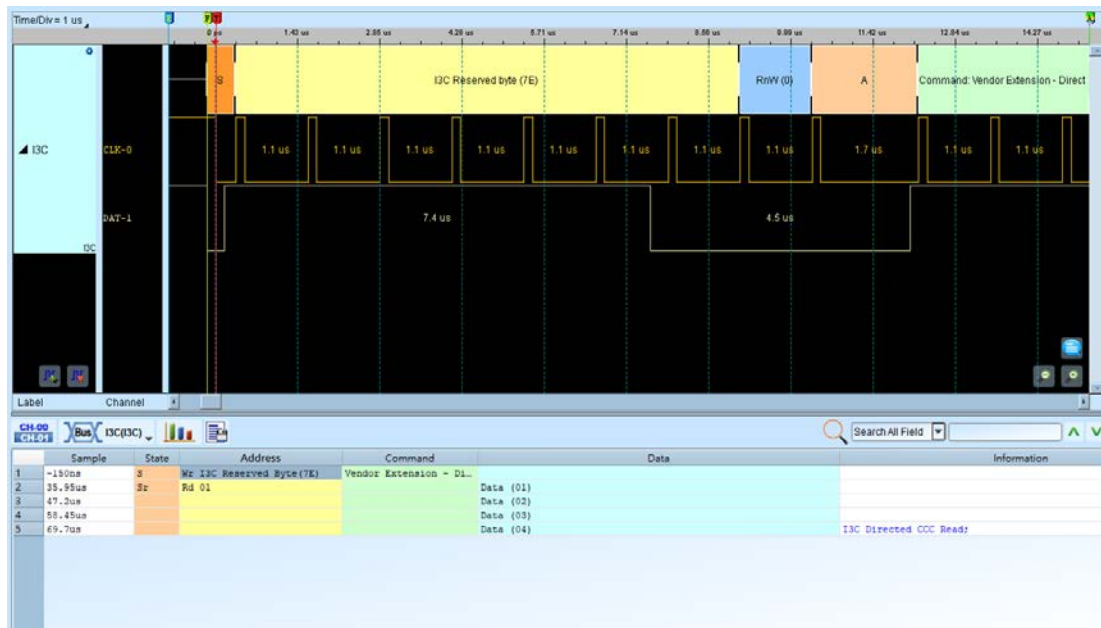 Time/Div = 1 us
0 ps 1.43 us 2.85 us 4.28 us 5.71 us 7.14 us 8.56 us 9.99 us 11.42 us 12.84 us 14.27 us
S I3C Reserved byte (7E) RnW (0) A Command: Vendor Extension - Direct
I3C CLK-0 1.1 us 1.1 us 1.1 us 1.1 us 1.1 us 1.1 us 1.1 us 1.1 us 1.7 us 1.1 us 1.1 us
DAT-1 7.4 us 4.5 us
I3C
Label Channel
CH-00
CH-01 Bus I3C(I3C) Search All Field
Sample State Address Command Data Information
1 -150ns S Wr I3C Reserved Byte(7E) Vendor Extension - Di...
2 35.95us Sr Rd 01 Data (01)
3 47.2us Data (02)
4 58.45us Data (03)
5 69.7us Data (04) I3C Directed CCC Read;